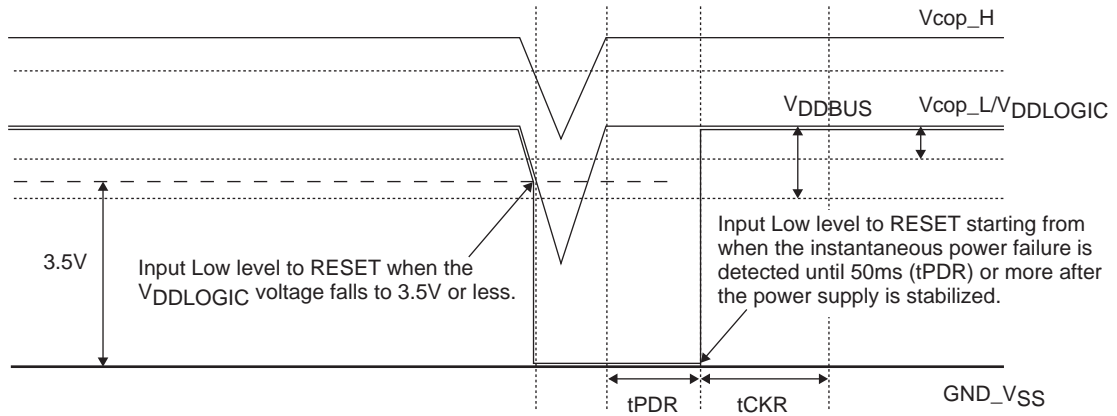 Vcop_H
VDDBUS
Vcop_L/VDDLOGIC
3.5V
Input Low level to RESET when the
VDDLOGIC voltage falls to 3.5V or less.
Input Low level to RESET starting from
when the instantaneous power failure is
detected until 50ms (tPDR) or more after
the power supply is stabilized.
GND_VSS
tPDR
tCKR